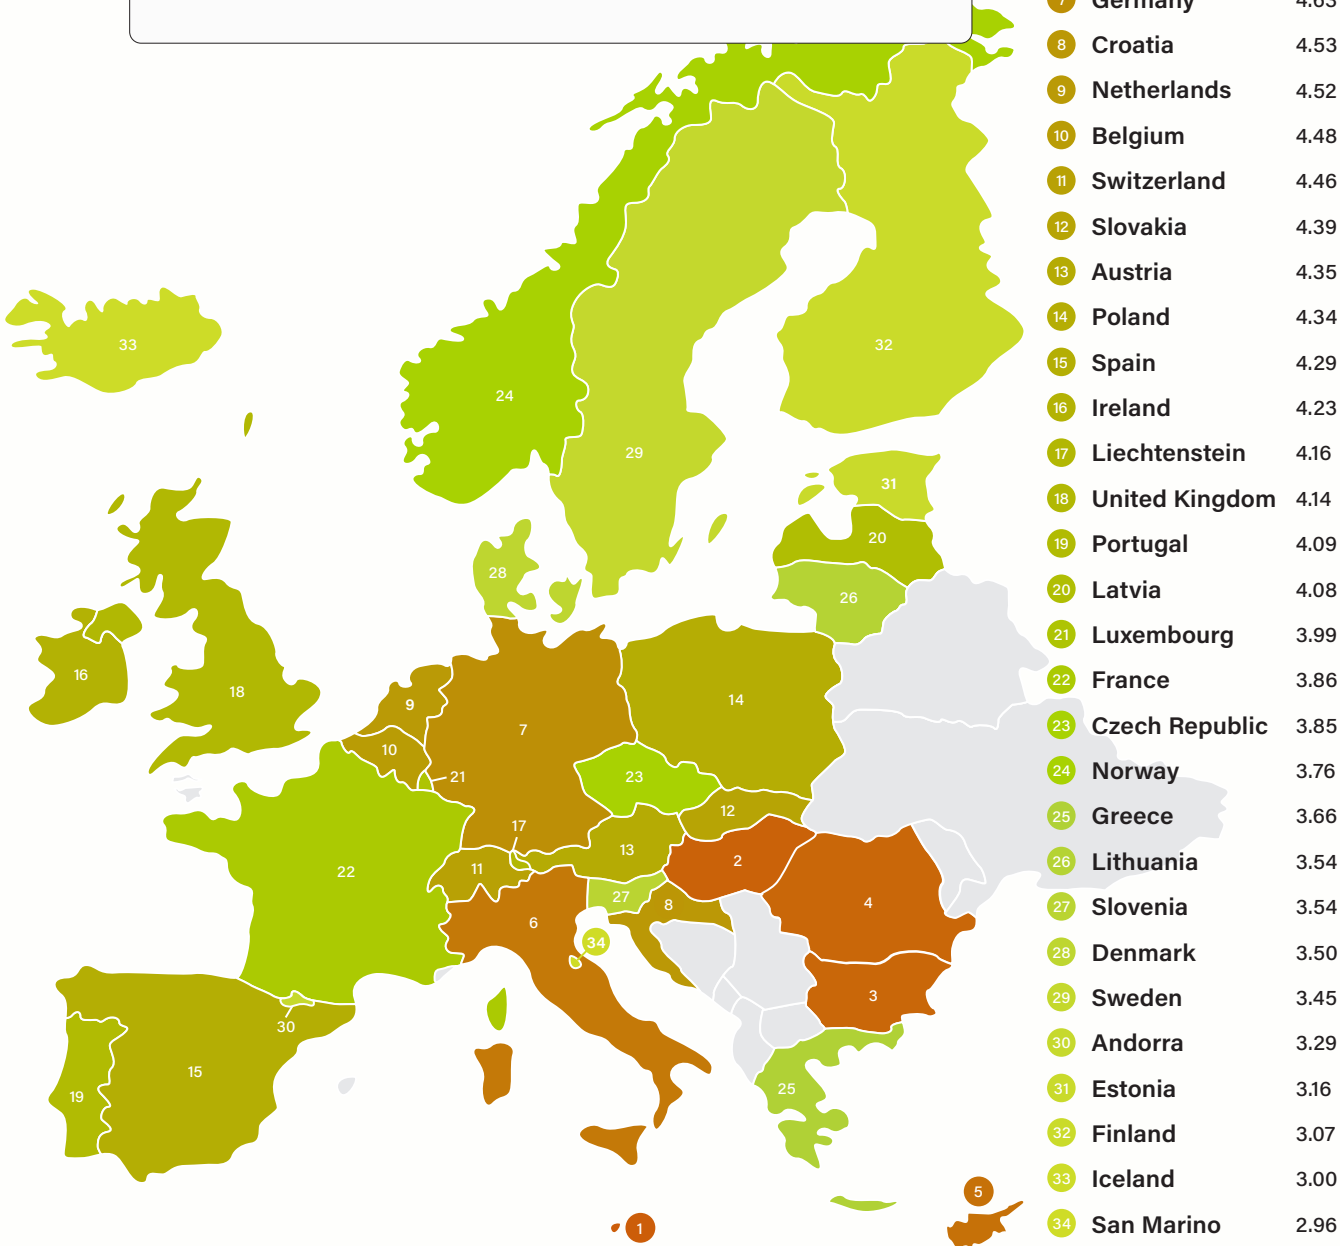 7 Germany 4.63
8 Croatia 4.53
9 Netherlands 4.52
10 Belgium 4.48
11 Switzerland 4.46
12 Slovakia 4.39
13 Austria 4.35
14 Poland 4.34
15 Spain 4.29
16 Ireland 4.23
17 Liechtenstein 4.16
18 United Kingdom 4.14
19 Portugal 4.09
20 Latvia 4.08
21 Luxembourg 3.99
22 France 3.86
23 Czech Republic 3.85
24 Norway 3.76
25 Greece 3.66
26 Lithuania 3.54
27 Slovenia 3.54
28 Denmark 3.50
29 Sweden 3.45
30 Andorra 3.29
31 Estonia 3.16
32 Finland 3.07
33 Iceland 3.00
34 San Marino 2.96
33
32
24
29
31
20
28
26
16
18
9
14
7
10
21
23
12
17
13
2
22
11
27
8
4
6
34
3
30
15
25
19
5
1